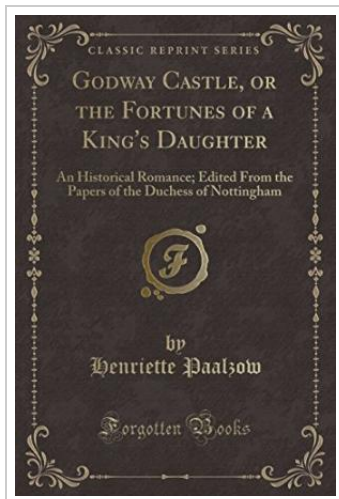 CLASSIC REPRINT SERIES
GODWAY CASTLE, OR
THE FORTUNES OF A
KING'S DAUGHTER
An Historical Romance; Edited From the
Papers of the Duchess of Nottingham
F
by
Henriette Paalzow
Forgotten Books